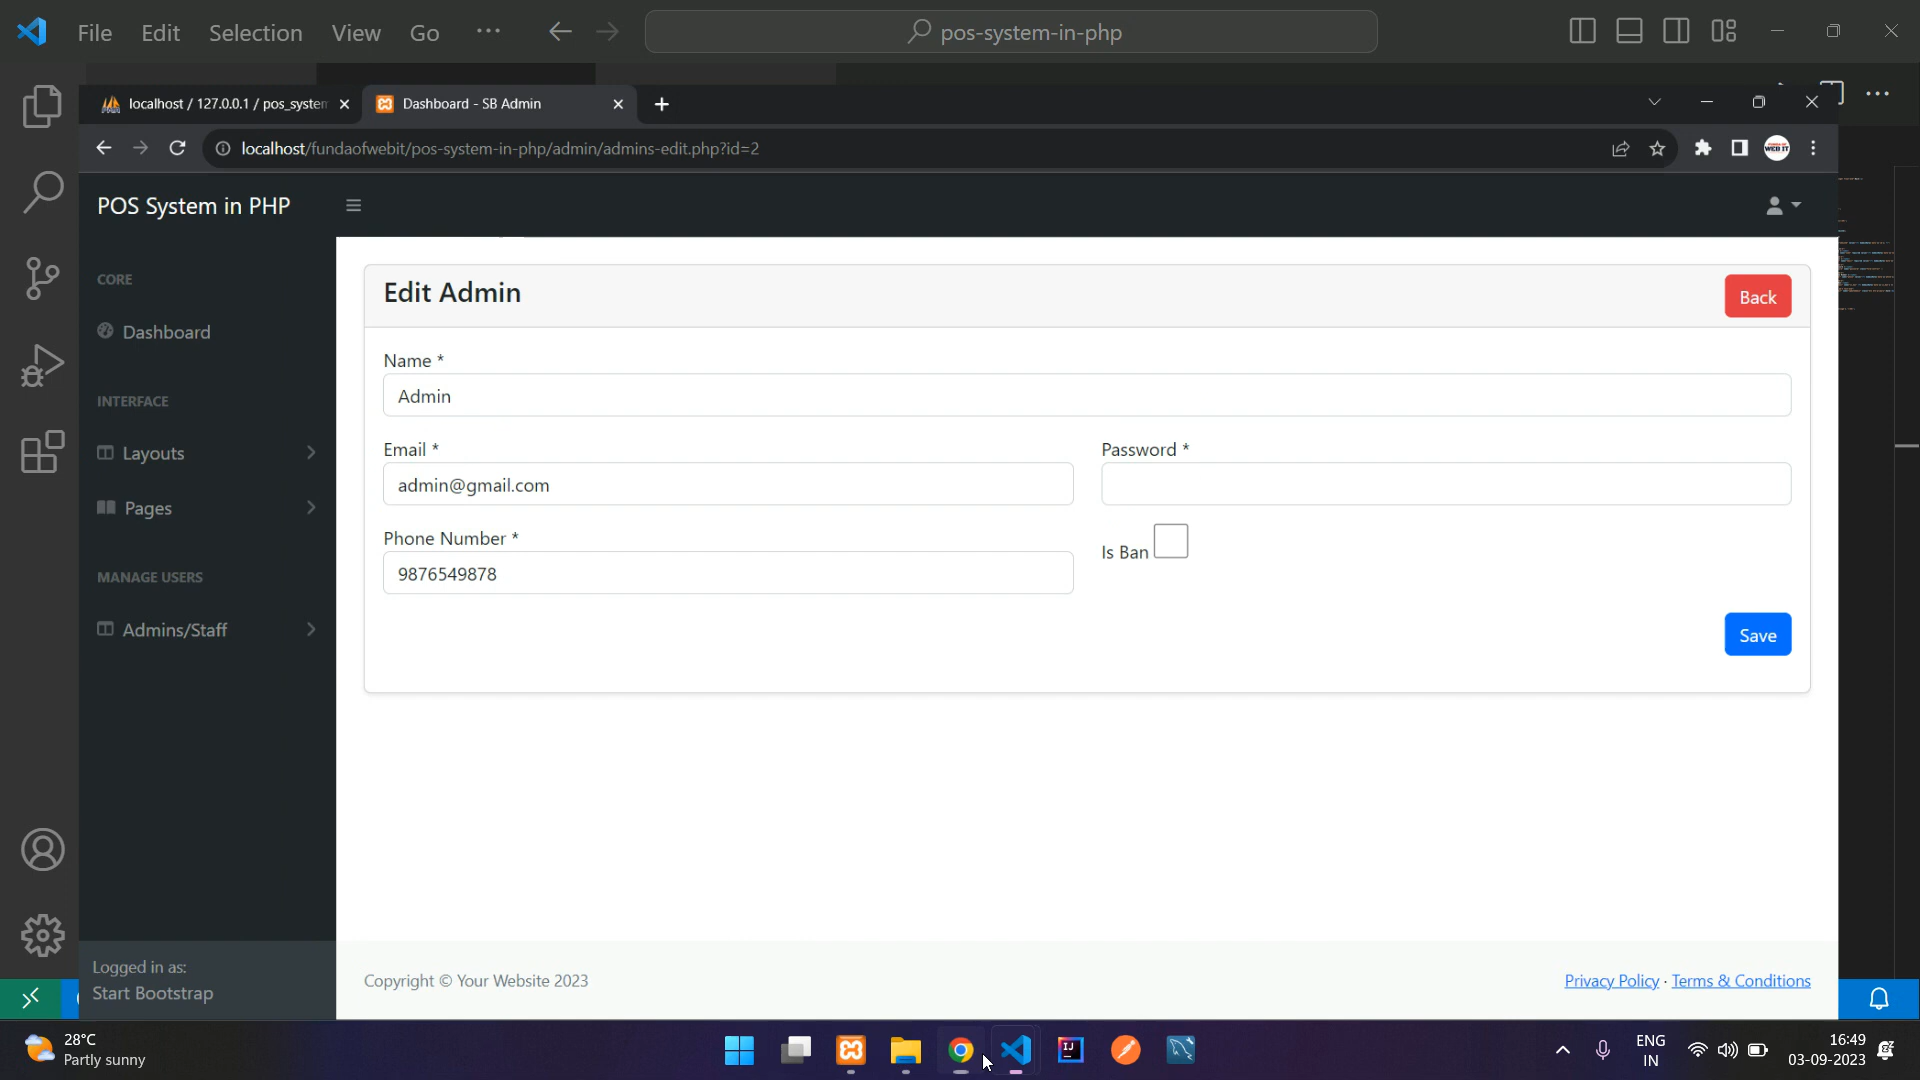 File Edit Selection View Go ... pos-system-in-php
localhost / 127.0.0.1 / pos_system
Dashboard - SB Admin
localhost/fundaofwebit/pos-system-in-php/admin/admins-edit.php?id=2
WEB IT
POS System in PHP
CORE
Dashboard
INTERFACE
Layouts
Pages
MANAGE USERS
Admins/Staff
Logged in as:
Start Bootstrap
Edit Admin
Back
Name *
Admin
Email *
admin@gmail.com
Password *
Phone Number *
9876549878
Is Ban
Save
Copyright © Your Website 2023
Privacy Policy · Terms & Conditions
28°C
Partly sunny
IJ
ENG
IN
16:49
03-09-2023